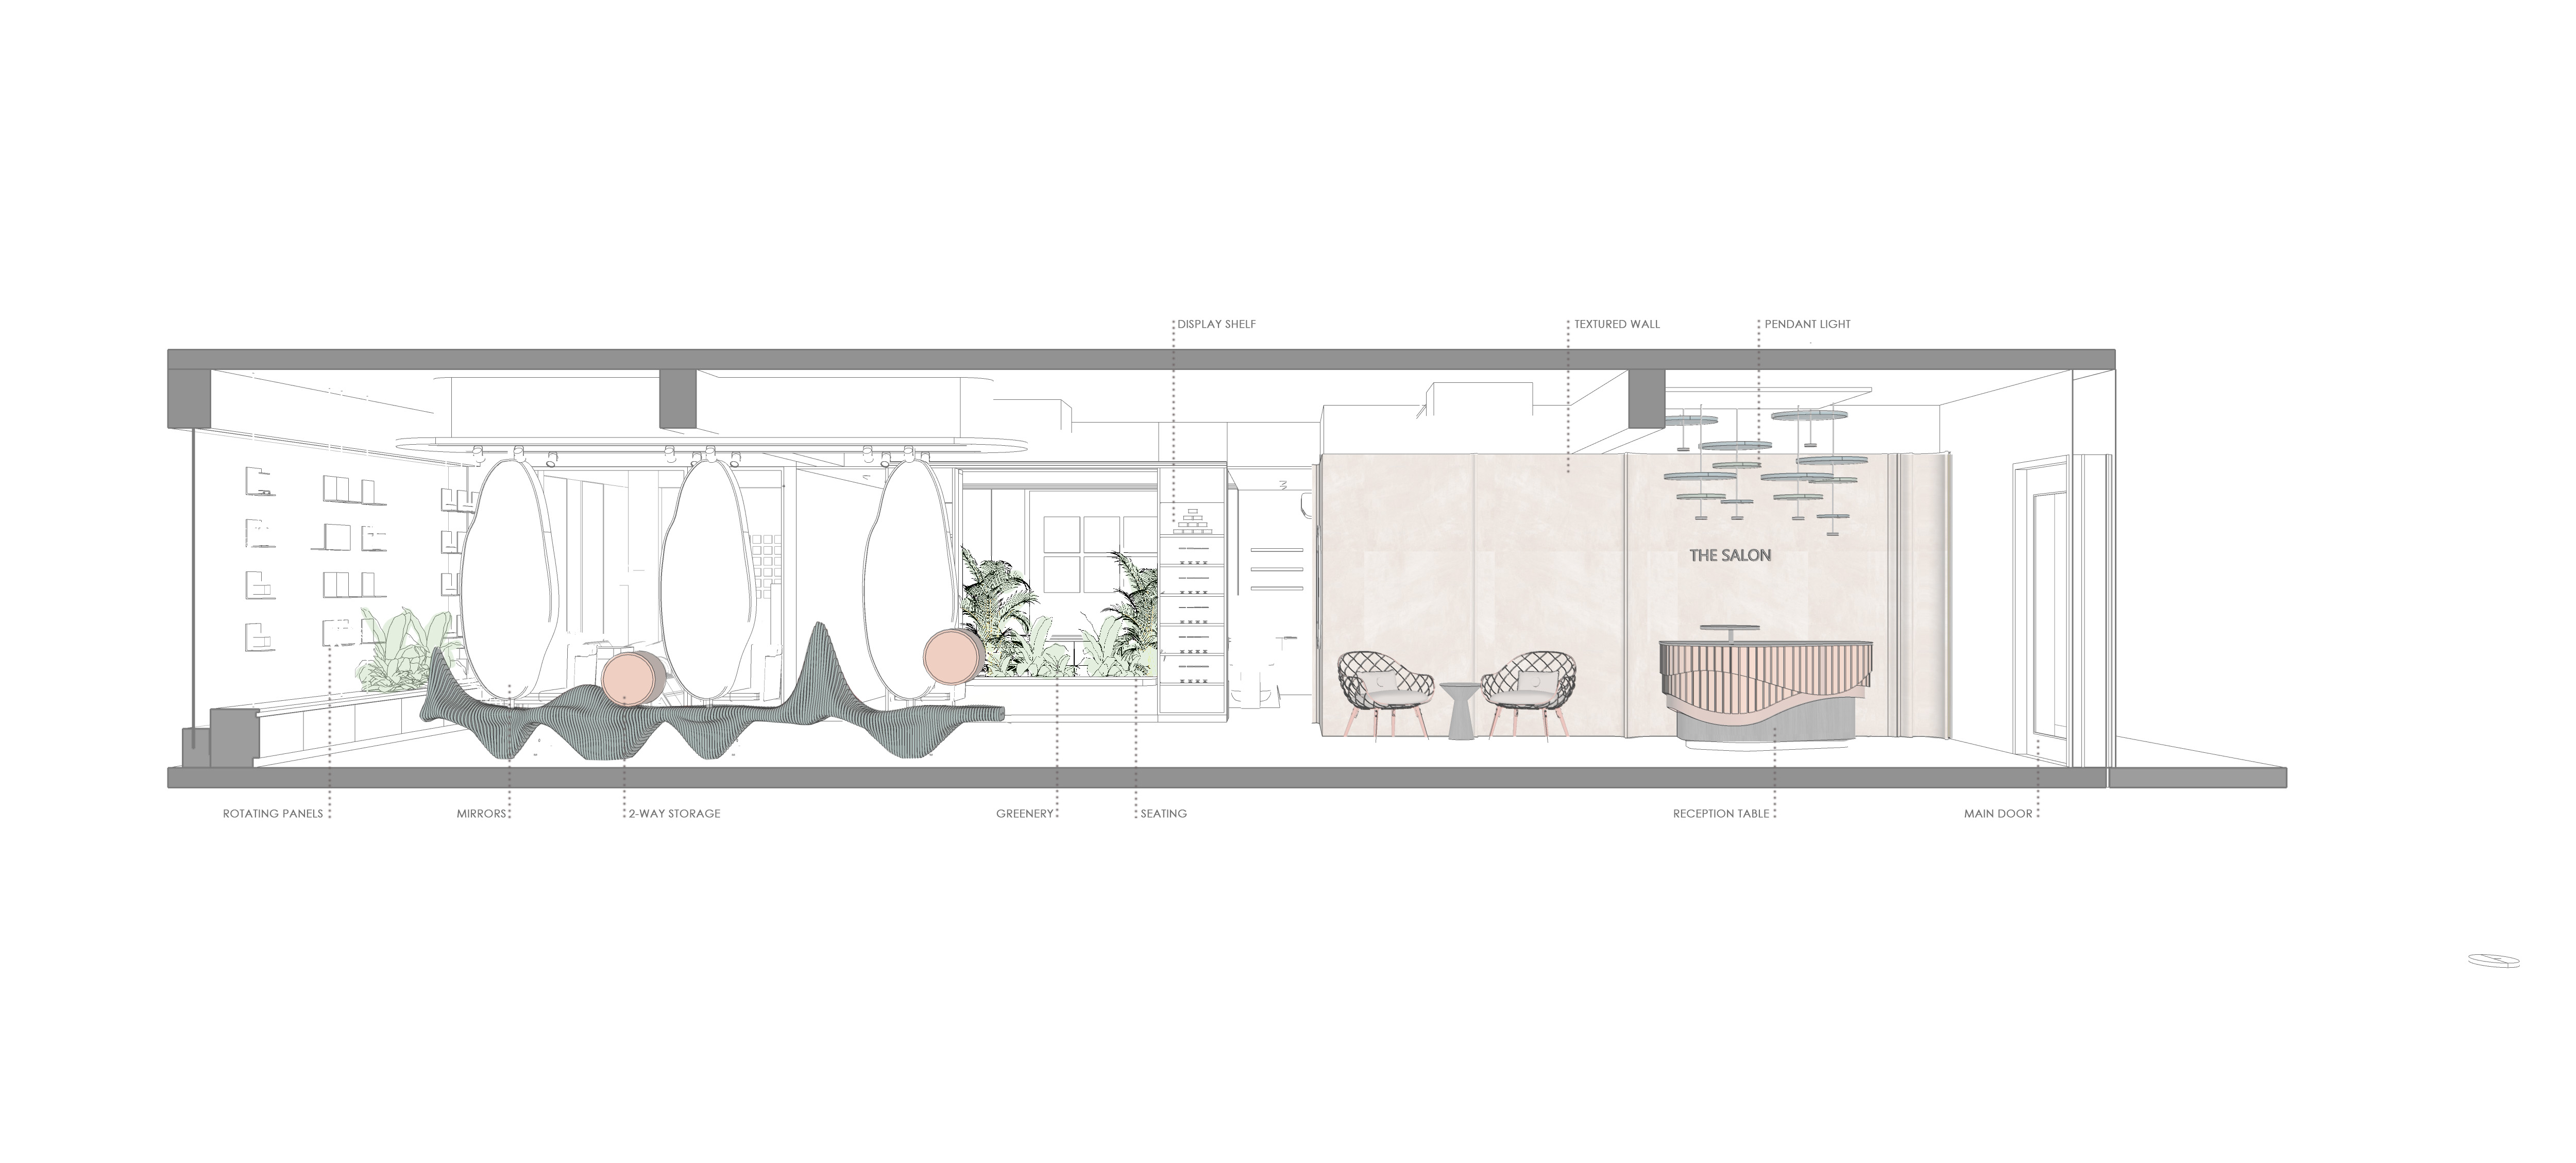 DISPLAY SHELF
TEXTURED WALL
PENDANT LIGHT
THE SALON
ROTATING PANELS
MIRRORS
2-WAY STORAGE
GREENERY
SEATING
RECEPTION TABLE
MAIN DOOR